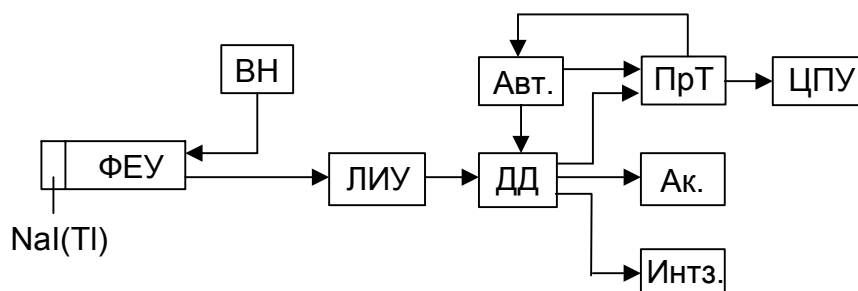 ВН
Авт.
ПрТ
ЦПУ
ФЕУ
ЛИУ
ДД
Ак.
NaI(Tl)
Интз.